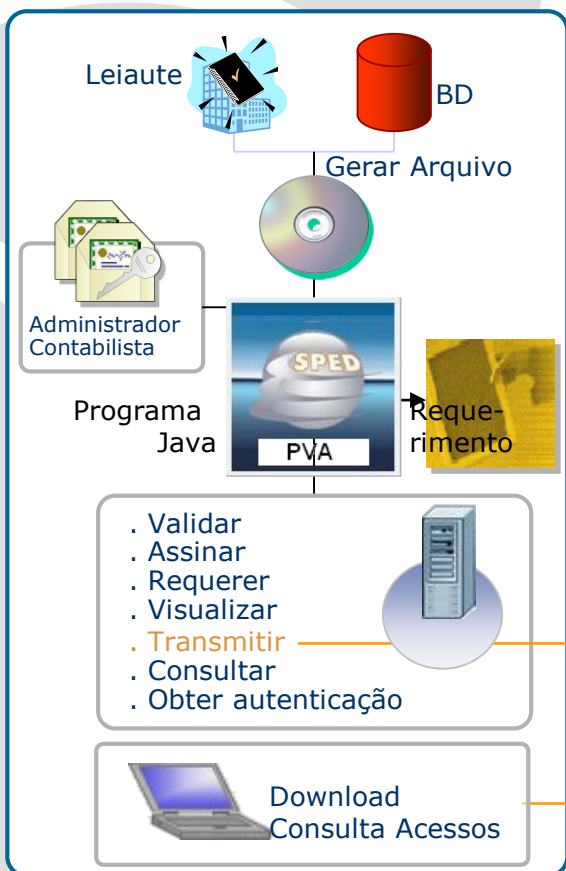 Leiaute
BD
Gerar Arquivo
Administrador
Contabilista
SPED
Programa
Java
PVA
Reque-
rimento
. Validar
. Assinar
. Requerer
. Visualizar
. Transmitir
. Consultar
. Obter autenticação
Download
Consulta Acessos